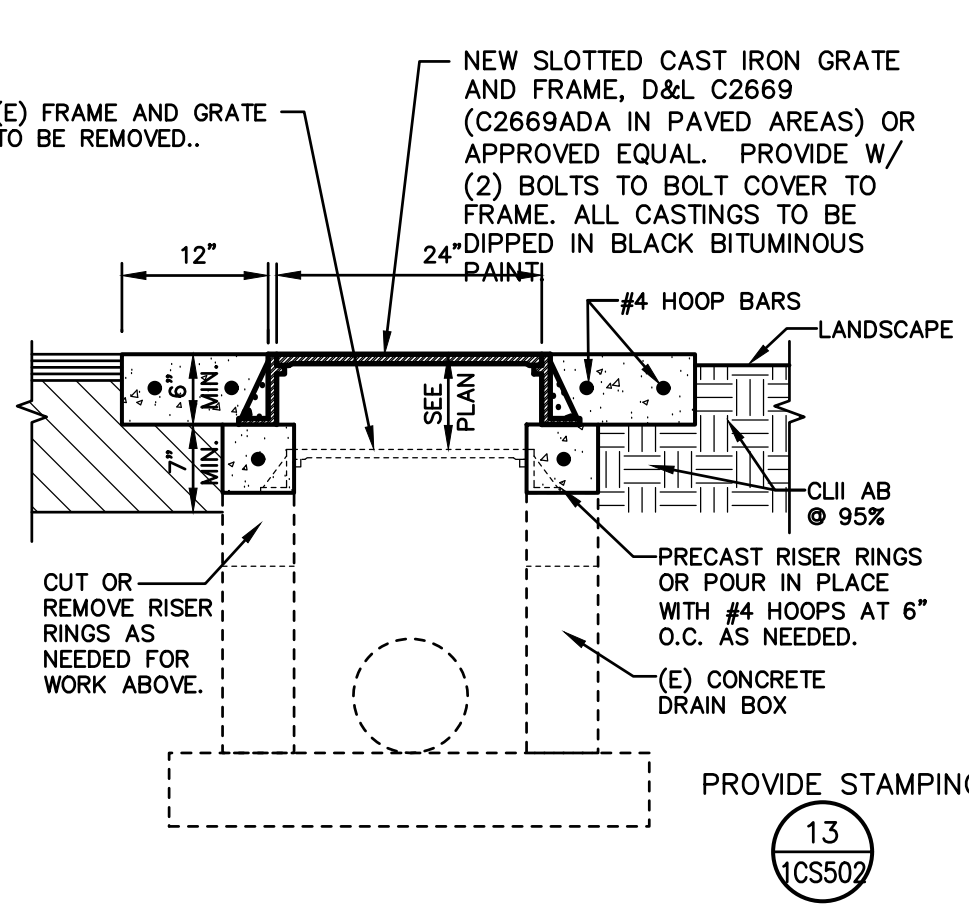 NEW SLOTTED CAST IRON GRATE
AND FRAME, D&L C2669
(C2669ADA IN PAVED AREAS) OR
APPROVED EQUAL. PROVIDE W/
(2) BOLTS TO BOLT COVER TO
FRAME. ALL CASTINGS TO BE
DIPPED IN BLACK BITUMINOUS
PAINT.
(E) FRAME AND GRATE
TO BE REMOVED..
12"
24"
#4 HOOP BARS
LANDSCAPE
6"
MIN.
SEE
PLAN
7"
MIN.
CLII AB
@ 95%
CUT OR
REMOVE RISER
RINGS AS
NEEDED FOR
WORK ABOVE.
PRECAST RISER RINGS
OR POUR IN PLACE
WITH #4 HOOPS AT 6"
O.C. AS NEEDED.
(E) CONCRETE
DRAIN BOX
PROVIDE STAMPING
13
1CS502